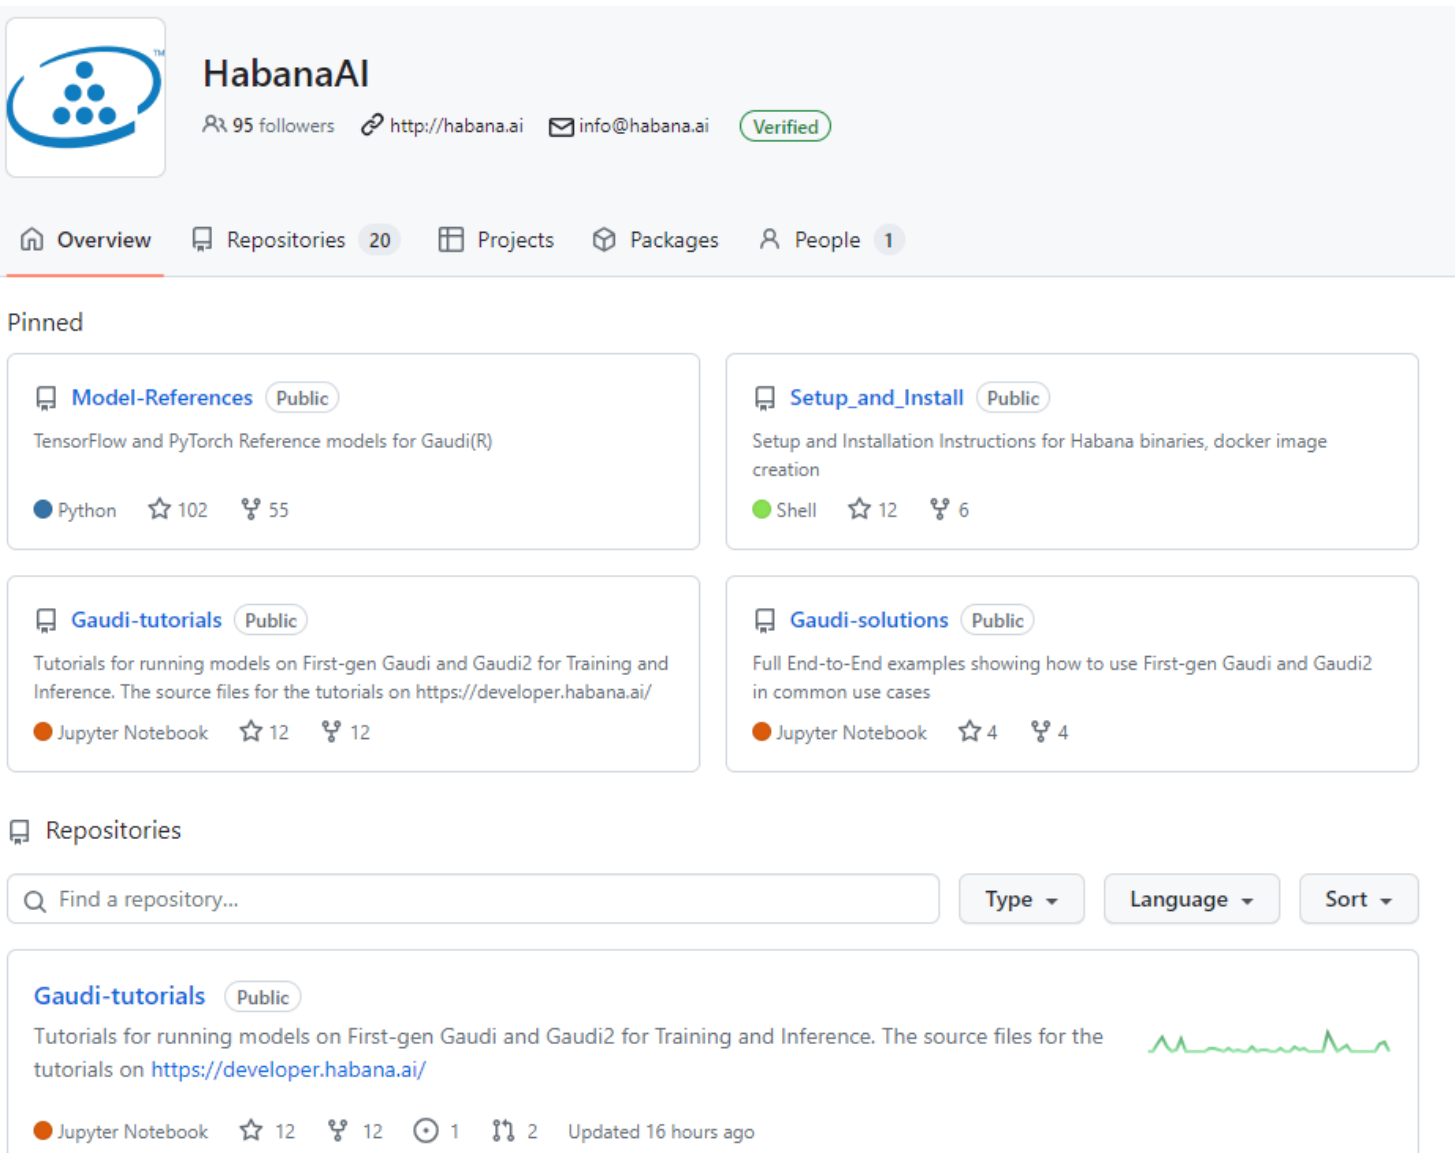 TM
HabanaAI
95 followers http://habana.ai info@habana.ai Verified
Overview Repositories 20 Projects Packages People 1
Pinned
Model-References Public
TensorFlow and PyTorch Reference models for Gaudi(R)
Python 102 55
Setup_and_Install Public
Setup and Installation Instructions for Habana binaries, docker image
creation
Shell 12 6
Gaudi-tutorials Public
Tutorials for running models on First-gen Gaudi and Gaudi2 for Training and
Inference. The source files for the tutorials on https://developer.habana.ai/
Jupyter Notebook 12 12
Gaudi-solutions Public
Full End-to-End examples showing how to use First-gen Gaudi and Gaudi2
in common use cases
Jupyter Notebook 4 4
Repositories
Find a repository... Type Language Sort
Gaudi-tutorials Public
Tutorials for running models on First-gen Gaudi and Gaudi2 for Training and Inference. The source files for the
tutorials on https://developer.habana.ai/
Jupyter Notebook 12 12 1 2 Updated 16 hours ago